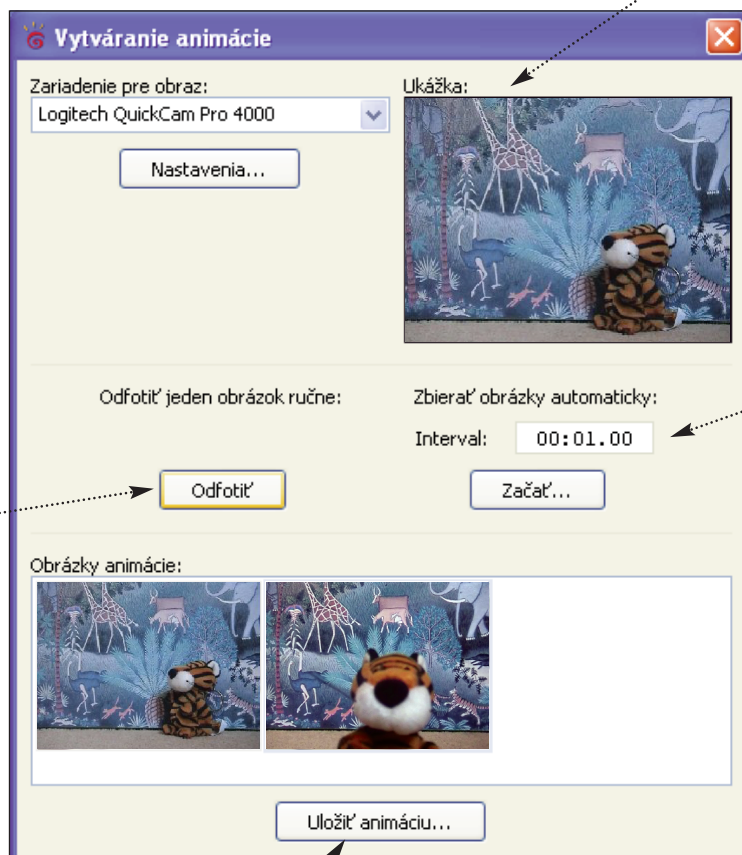 Vytváranie animácie
Zariadenie pre obraz:
Logitech QuickCam Pro 4000
Nastavenia...
Ukážka:
Odfotiť jeden obrázok ručne:
Odfotiť
Zbierať obrázky automaticky:
Interval: 00:01.00
Začať...
Obrázky animácie:
Uložiť animáciu...